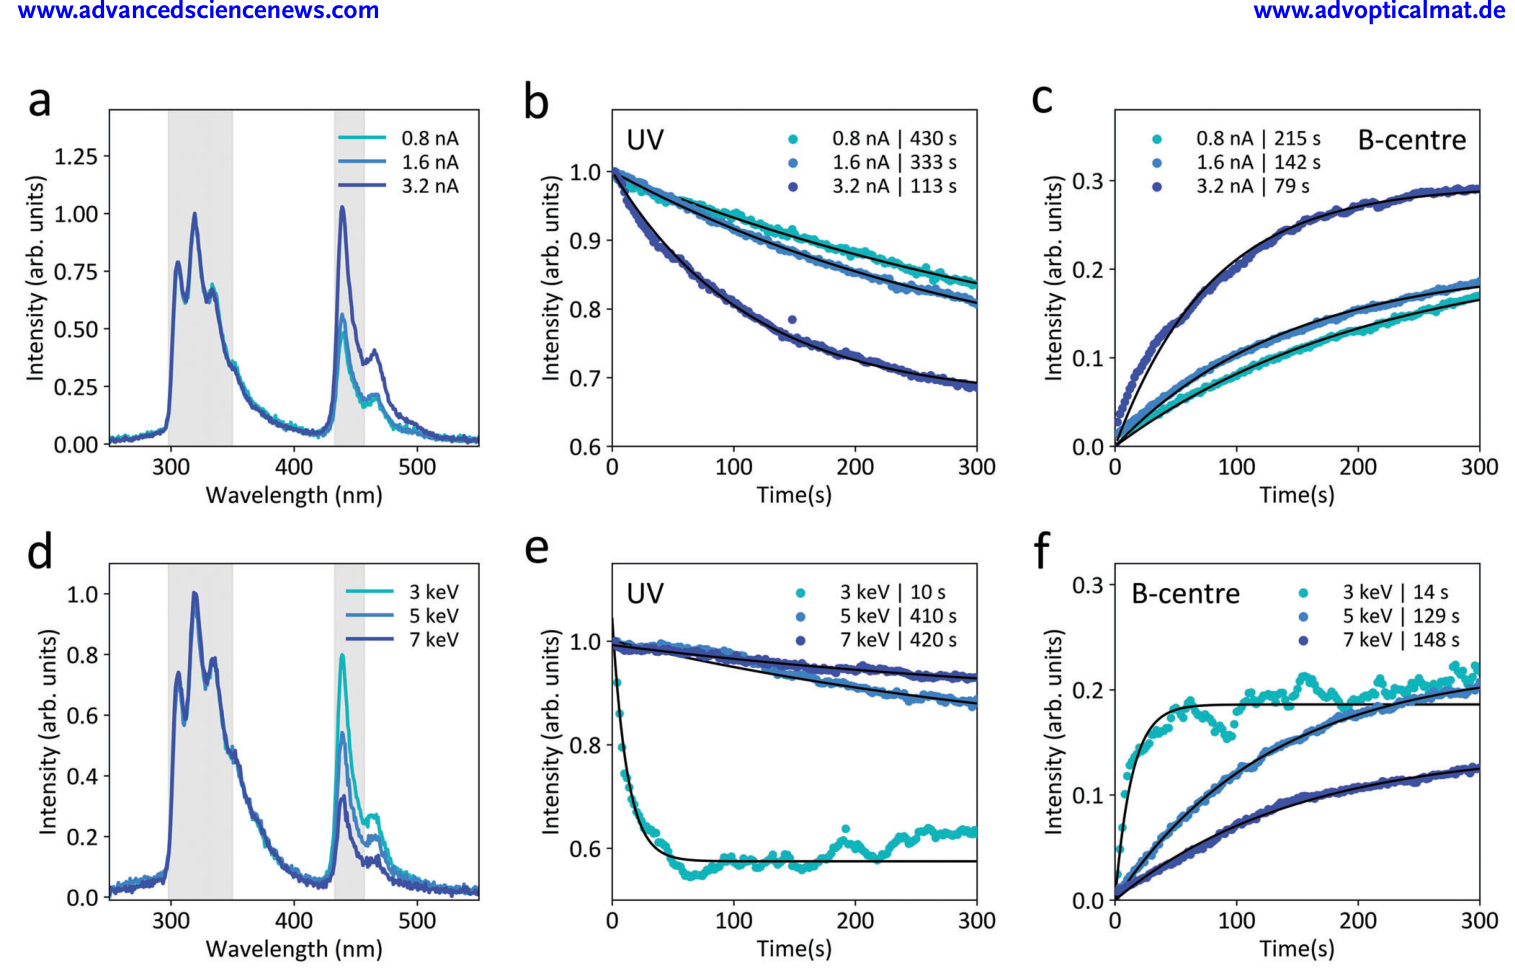 www.advancedsciencenews.com
www.advopticalmat.de
a
0.8 nA
1.6 nA
3.2 nA
1.25
1.00
0.75
0.50
0.25
0.00
Intensity (arb. units)
300 400 500
Wavelength (nm)
b
UV
0.8 nA | 430 s
1.6 nA | 333 s
3.2 nA | 113 s
1.0
0.9
0.8
0.7
0.6
Intensity (arb. units)
0 100 200 300
Time(s)
c
0.8 nA | 215 s
1.6 nA | 142 s
3.2 nA | 79 s
B-centre
0.3
0.2
0.1
0.0
Intensity (arb. units)
0 100 200 300
Time(s)
d
3 keV
5 keV
7 keV
1.0
0.8
0.6
0.4
0.2
0.0
Intensity (arb. units)
300 400 500
Wavelength (nm)
e
UV
3 keV | 10 s
5 keV | 410 s
7 keV | 420 s
1.0
0.8
0.6
Intensity (arb. units)
0 100 200 300
Time(s)
f
B-centre
3 keV | 14 s
5 keV | 129 s
7 keV | 148 s
0.3
0.2
0.1
0.0
Intensity (arb. units)
0 100 200 300
Time(s)